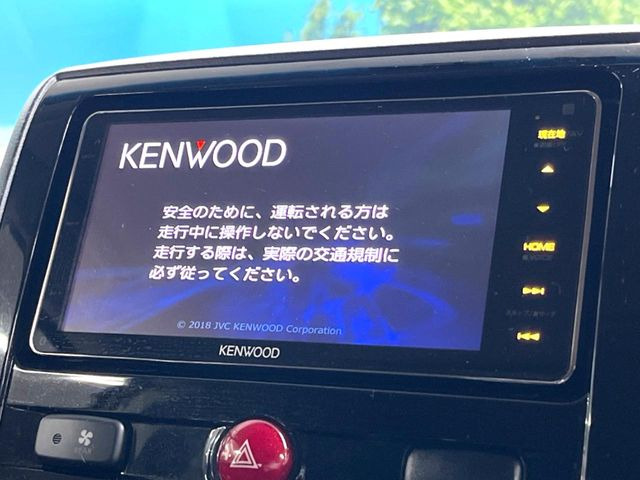 KENWOOD
安全のために、運転される方は
走行中に操作しないでください。
走行する際は、実際の交通規制に
必ず従ってください。
© 2018 JVC KENWOOD Corporation
KENWOOD
現在地
HOME
REAR